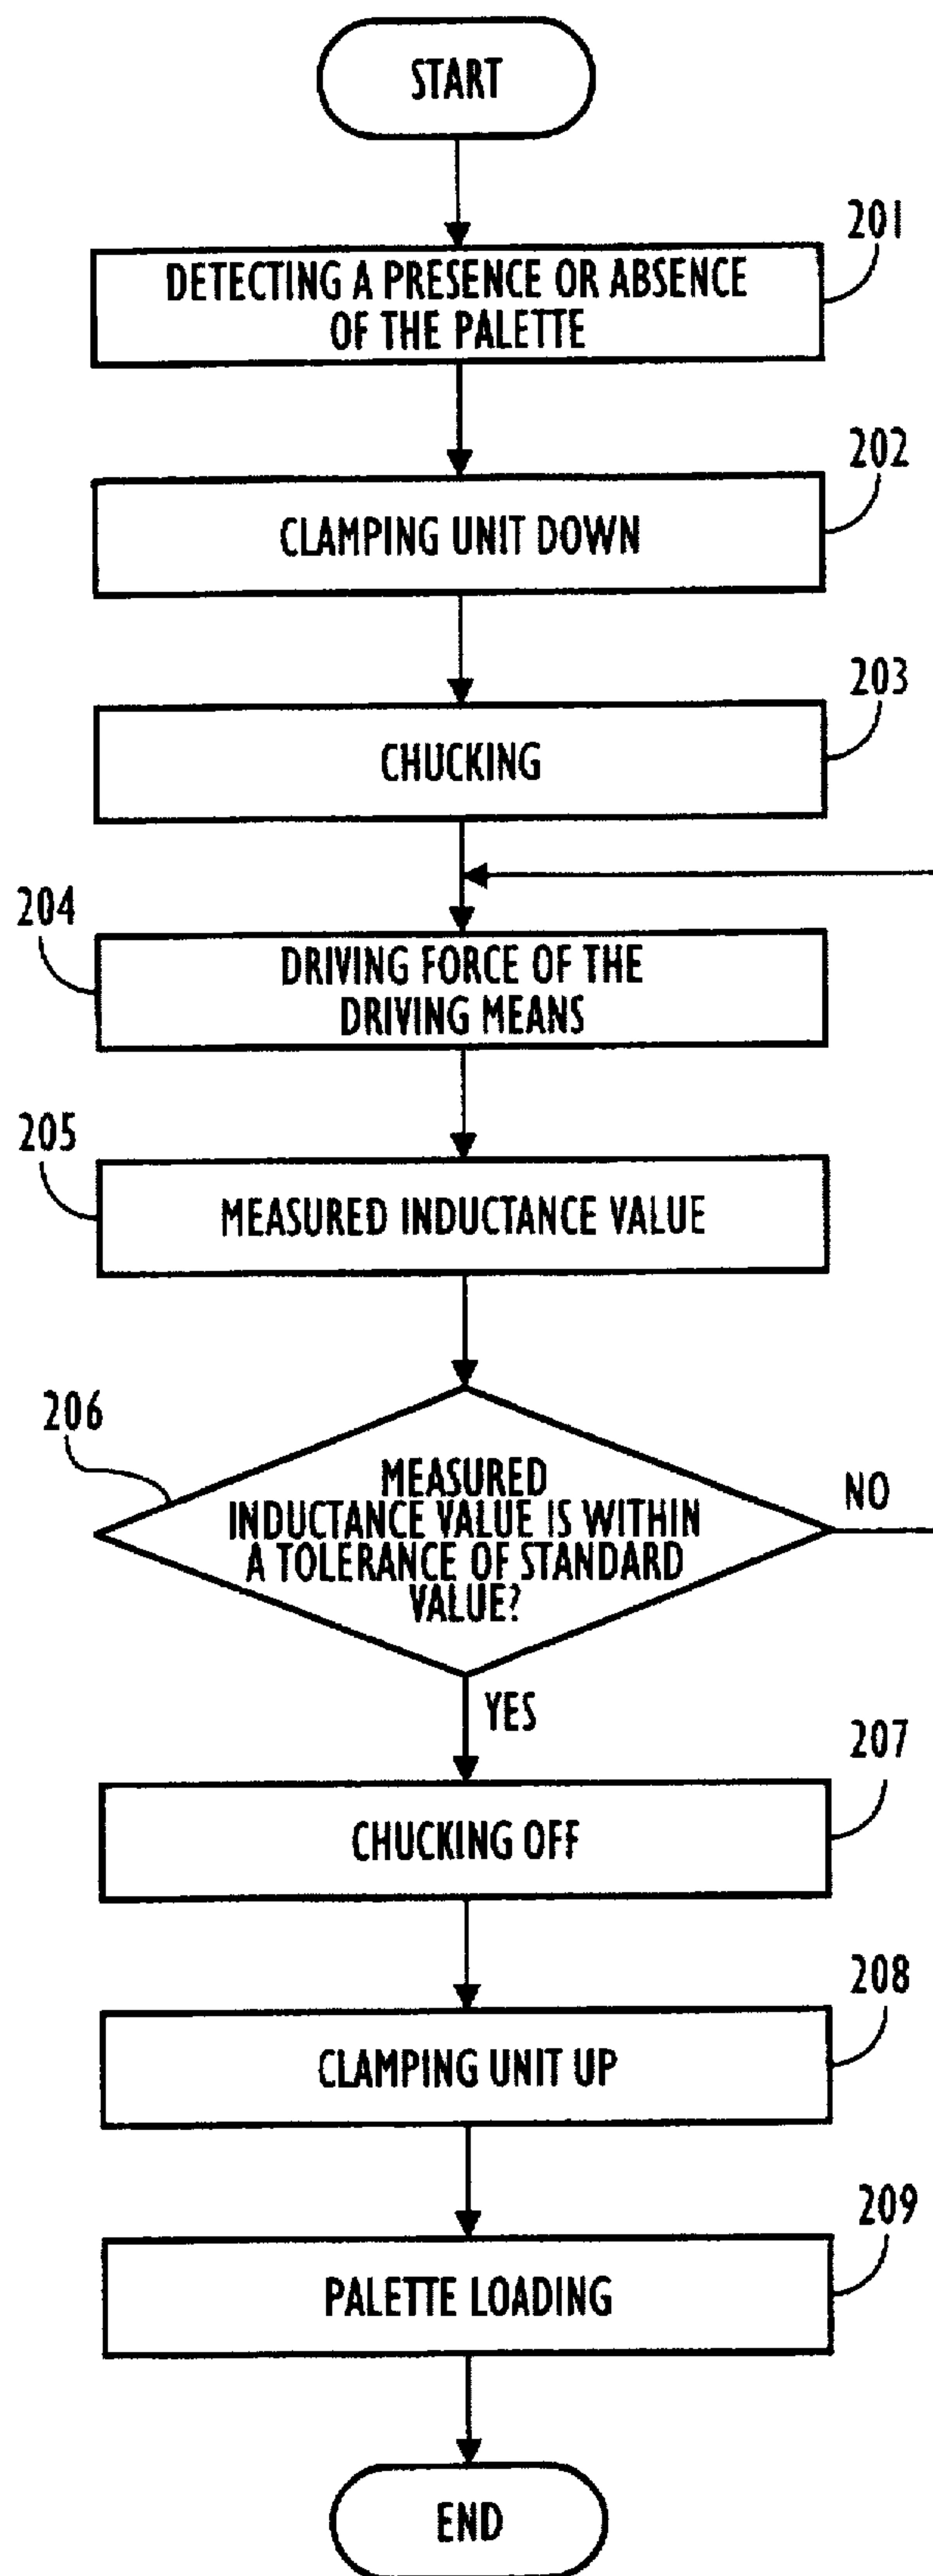 START
201
DETECTING A PRESENCE OR ABSENCE
OF THE PALETTE
202
CLAMPING UNIT DOWN
203
CHUCKING
204
DRIVING FORCE OF THE
DRIVING MEANS
205
MEASURED INDUCTANCE VALUE
206
MEASURED
INDUCTANCE VALUE IS WITHIN
A TOLERANCE OF STANDARD
VALUE?
NO
YES
207
CHUCKING OFF
208
CLAMPING UNIT UP
209
PALETTE LOADING
END